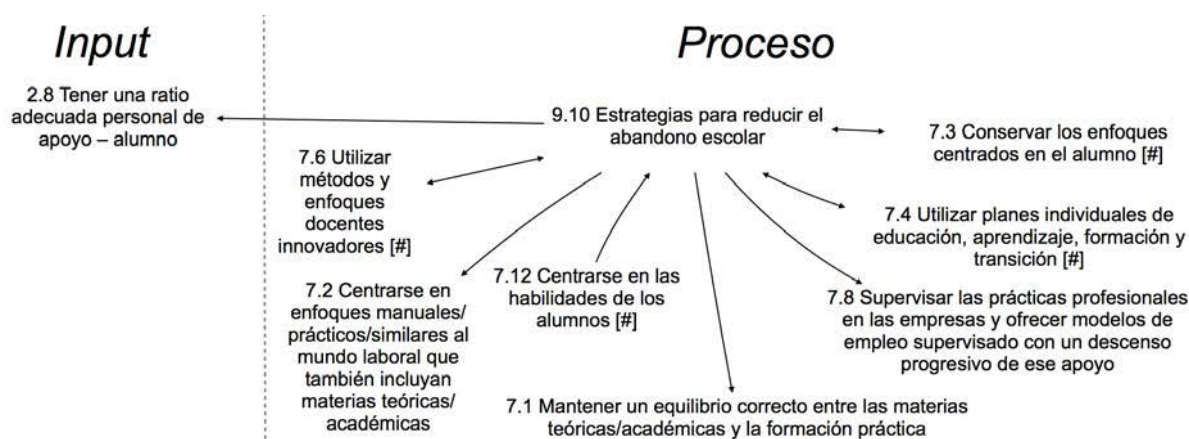 Input
Proceso
2.8 Tener una ratio
adecuada personal de
apoyo – alumno
9.10 Estrategias para reducir el
abandono escolar
7.3 Conservar los enfoques
centrados en el alumno [#]
7.6 Utilizar
métodos y
enfoques
docentes
innovadores [#]
7.4 Utilizar planes individuales de
educación, aprendizaje, formación y
transición [#]
7.12 Centrarse en las
habilidades de los
alumnos [#]
7.2 Centrarse en
enfoques manuales/
prácticos/similares al
mundo laboral que
también incluyan
materias teóricas/
académicas
7.8 Supervisar las prácticas profesionales
en las empresas y ofrecer modelos de
empleo supervisado con un descenso
progresivo de ese apoyo
7.1 Mantener un equilibrio correcto entre las materias
teóricas/académicas y la formación práctica